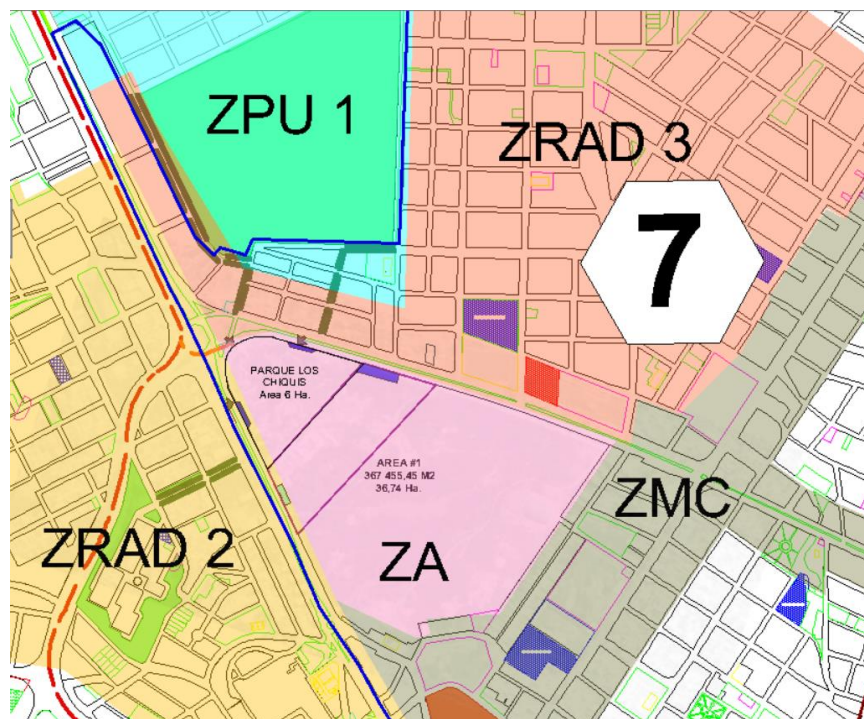 ZPU 1
ZRAD 3
7
PARQUE LOS
CHIQUIS
Area 6 Ha.
AREA #1
367 455,45 M2
36,74 Ha.
ZMC
ZRAD 2
ZA